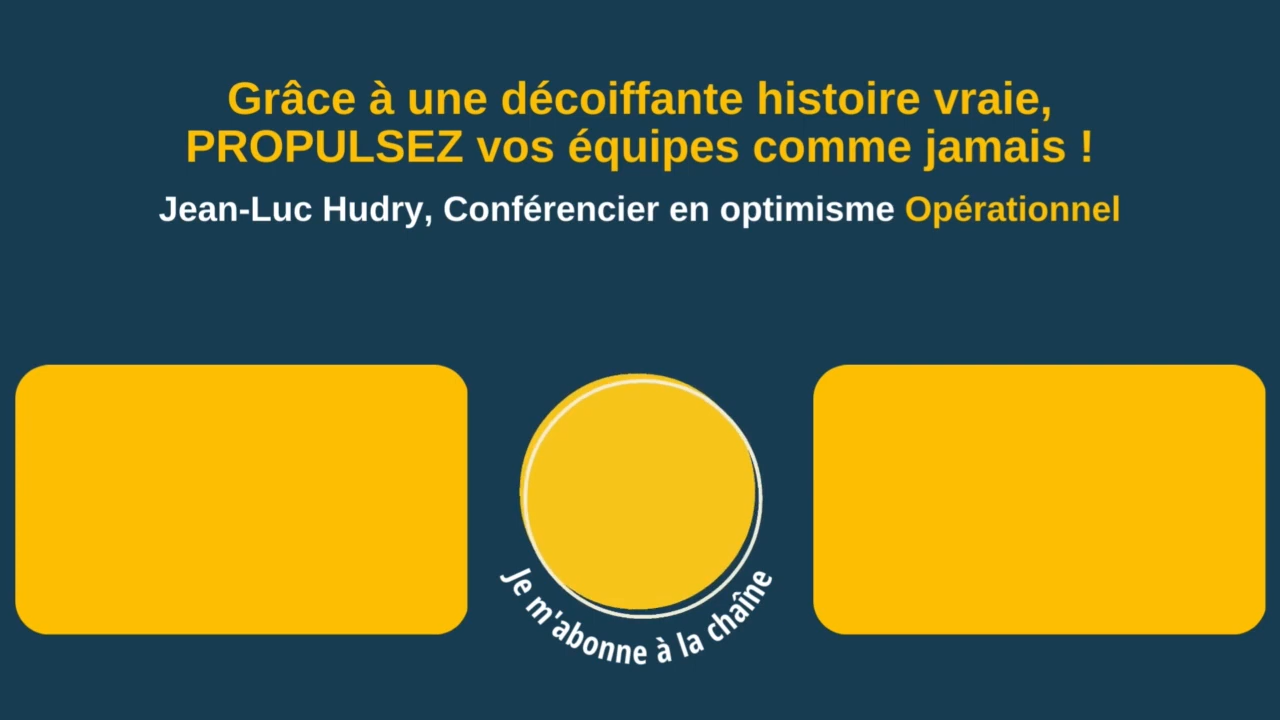 Grâce à une décoiffante histoire vraie,
PROPULSEZ vos équipes comme jamais !
Jean-Luc Hudry, Conférencier en optimisme Opérationnel
Je m'abonne à la chaîne